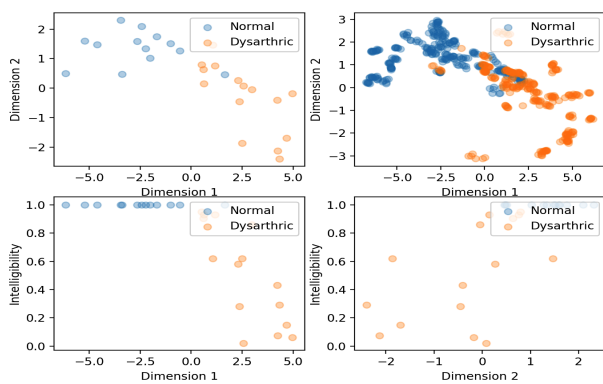 Dimension 2
2
1
0
−1
−2
−5.0
−2.5
0.0
2.5
5.0
Dimension 1
Normal
Dysarthric
Dimension 2
3
2
1
0
−1
−2
−3
−5.0
−2.5
0.0
2.5
5.0
Dimension 1
Normal
Dysarthric
Intelligibility
1.0
0.8
0.6
0.4
0.2
0.0
−5.0
−2.5
0.0
2.5
5.0
Dimension 1
Normal
Dysarthric
Intelligibility
1.0
0.8
0.6
0.4
0.2
0.0
−2
−1
0
1
2
Dimension 2
Normal
Dysarthric